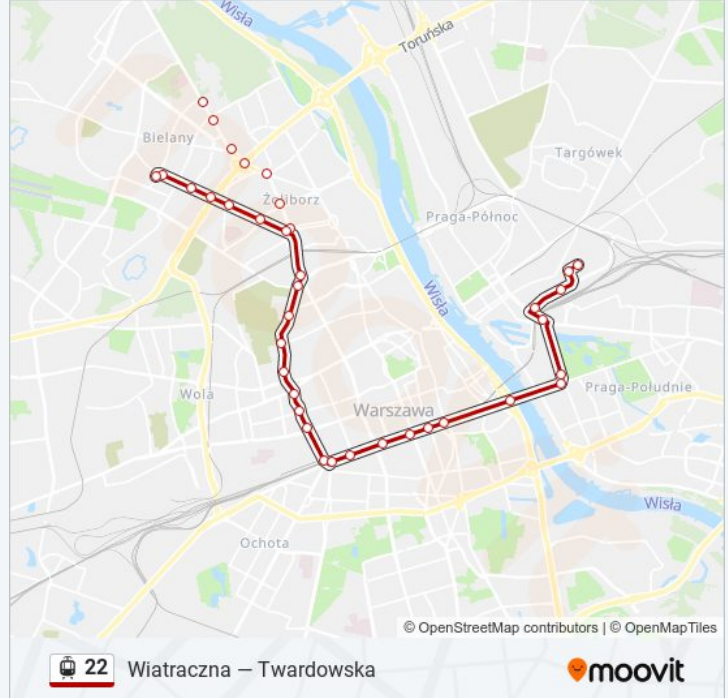 Wisła
Toruńska
Bielany
Targówek
Żoliborz
Praga-Północ
Wisła
Wola
Praga-Południe
Warszawa
Wisła
Ochota
© OpenStreetMap contributors | © OpenMapTiles
22 Wiatraczna — Twardowska
moovit